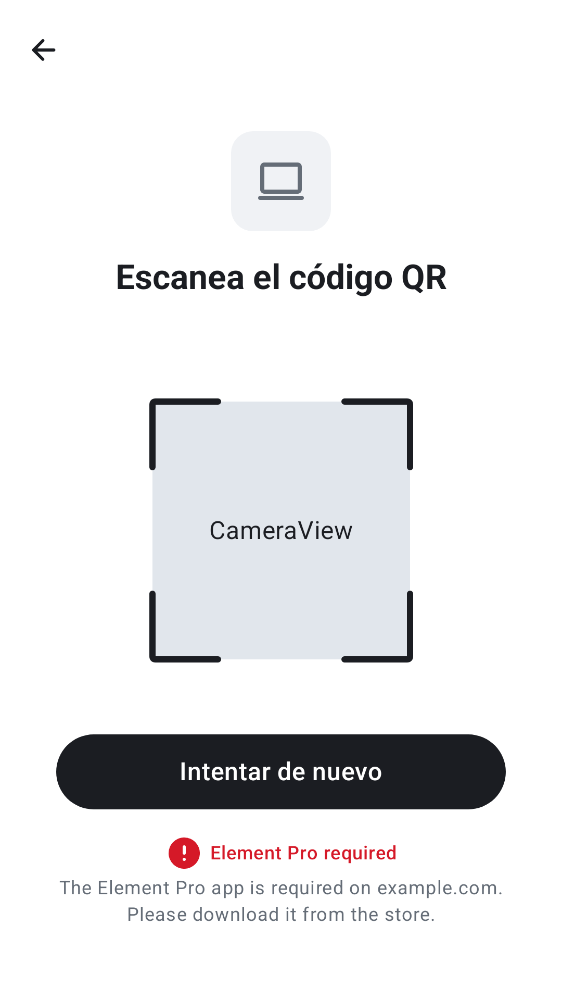 Escanea el código QR
CameraView
Intentar de nuevo
Element Pro required
The Element Pro app is required on example.com.
Please download it from the store.